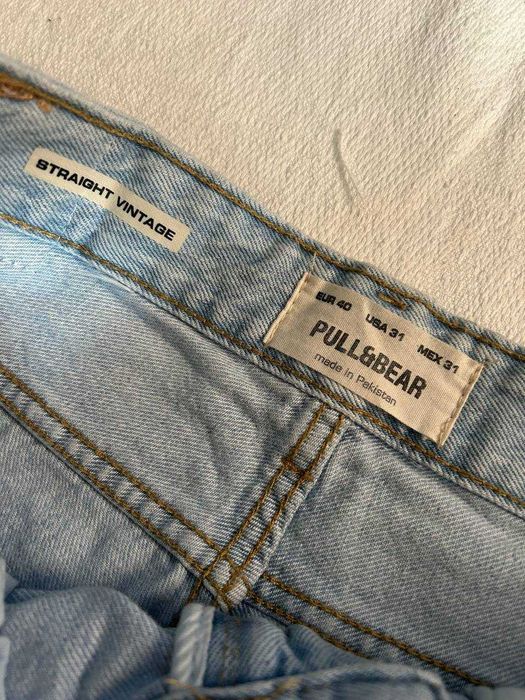 STRAIGHT VINTAGE
EUR 40 USA 31 MEX 31
PULL&BEAR
made in Pakistan